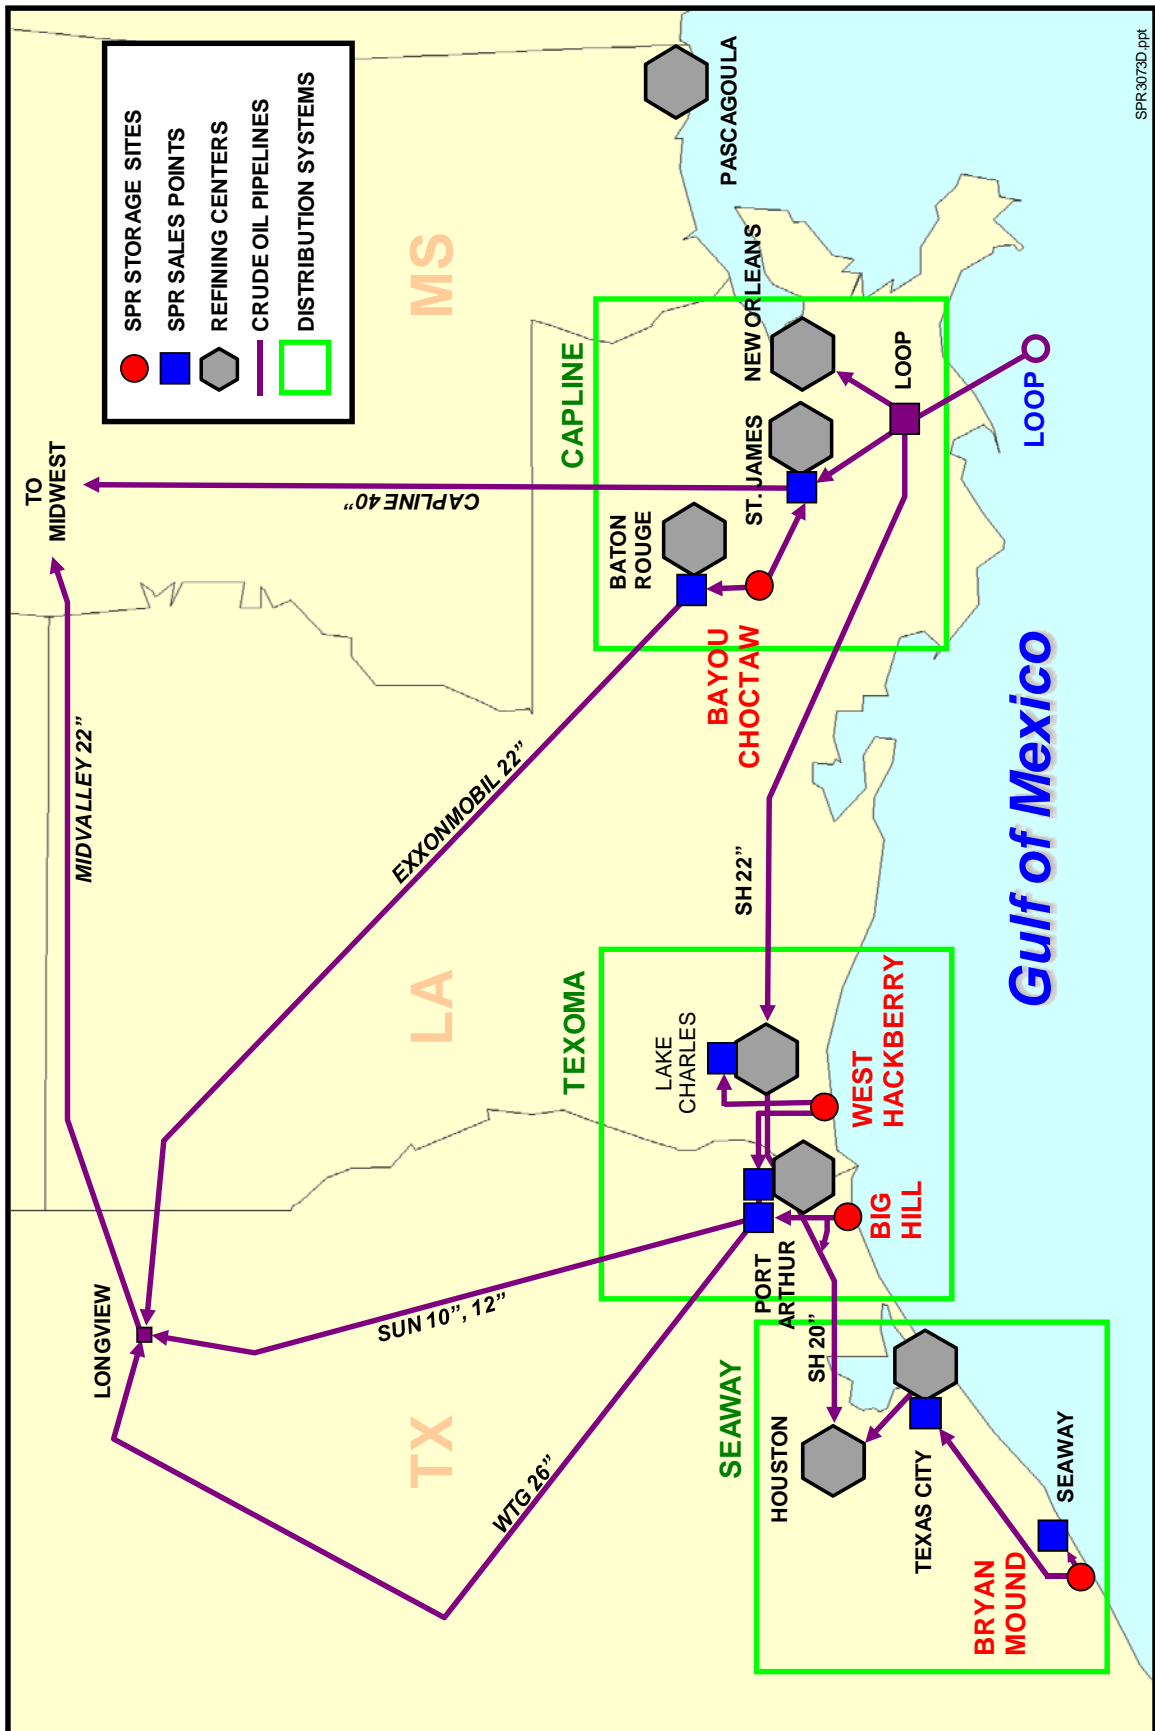 TO
MIDWEST
SPR STORAGE SITES
SPR SALES POINTS
REFINING CENTERS
CRUDE OIL PIPELINES
DISTRIBUTION SYSTEMS
MIDVALLEY 22”
LONGVIEW
CAPLINE 40”
EXXONMOBIL 22”
SUN 10”, 12”
WTG 26”
TX
LA
MS
SEAWAY
TEXOMA
CAPLINE
BATON
ROUGE
ST. JAMES
NEW ORLEANS
PASCAGOULA
BAYOU
CHOCTAW
LOOP
LOOP
SH 22”
LAKE
CHARLES
WEST
HACKBERRY
BIG
HILL
PORT
ARTHUR
SH 20”
HOUSTON
TEXAS CITY
SEAWAY
BRYAN
MOUND
Gulf of Mexico
SPR3073D.ppt